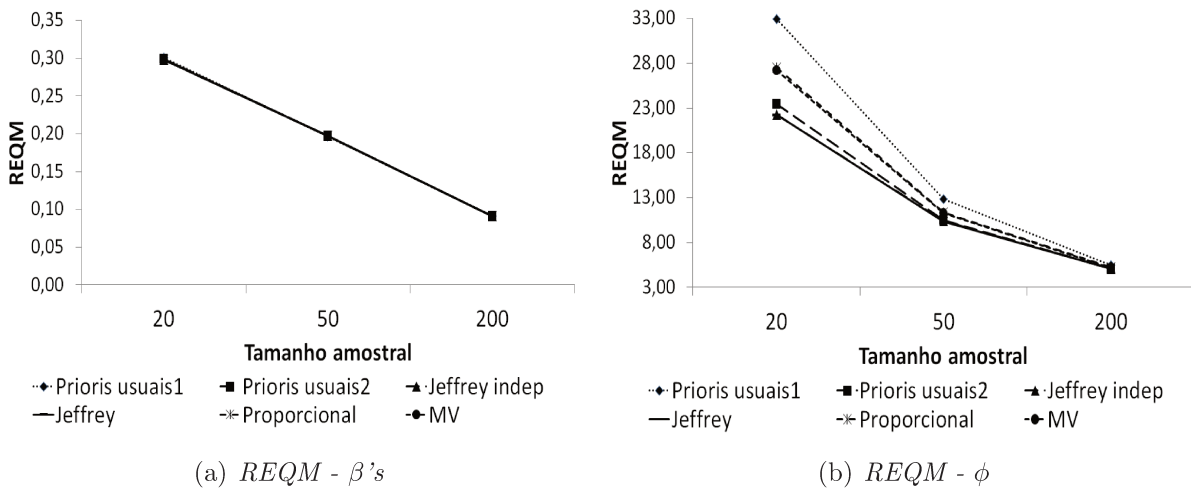 0,35
0,30
0,25
0,20
0,15
0,10
0,05
0,00
REQM
20 50 200
Tamanho amostral
Prioris usuais1 Prioris usuais2 Jeffrey indep
Jeffrey Proporcional MV
(a) REQM - β's
33,00
28,00
23,00
18,00
13,00
8,00
3,00
REQM
20 50 200
Tamanho amostral
Prioris usuais1 Prioris usuais2 Jeffrey indep
Jeffrey Proporcional MV
(b) REQM - ϕ